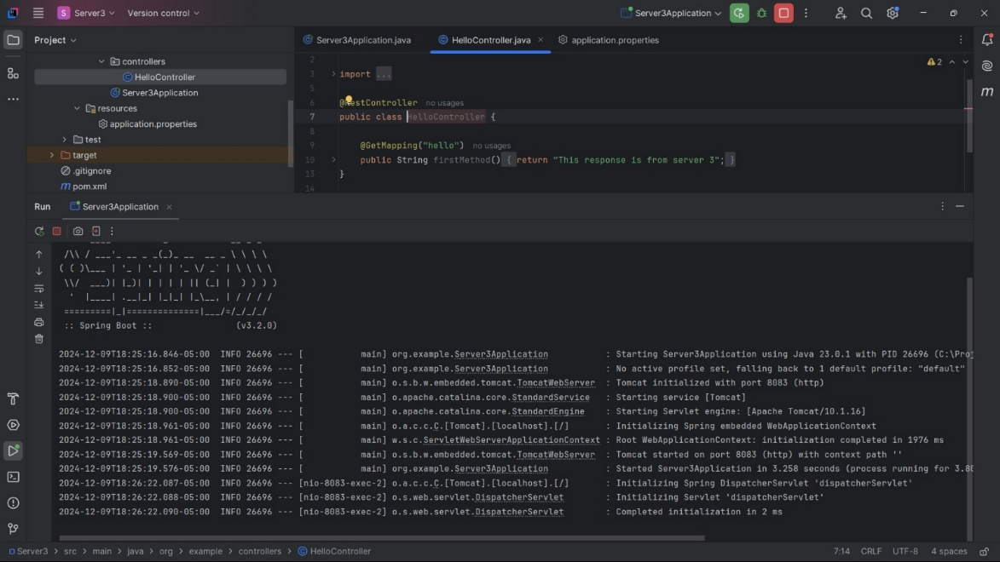 S Server3 Version control
Server3Application
Project
Server3Application.java HelloController.java × application.properties
controllers
HelloController
Server3Application
resources
application.properties
test
target
.gitignore
m pom.xml
2
3 import ...
5
6 @RestController no usages
7 public class HelloController {
8
9 @GetMapping("hello") no usages
10 public String firstMethod() { return "This response is from server 3"; }
13 }
14
2
Run Server3Application ×
:: Spring Boot :: (v3.2.0)
2024-12-09T18:25:16.846-05:00 INFO 26696 --- [ main] org.example.Server3Application : Starting Server3Application using Java 23.0.1 with PID 26696 (C:\Pro
2024-12-09T18:25:16.852-05:00 INFO 26696 --- [ main] org.example.Server3Application : No active profile set, falling back to 1 default profile: "default"
2024-12-09T18:25:18.890-05:00 INFO 26696 --- [ main] o.s.b.w.embedded.tomcat.TomcatWebServer : Tomcat initialized with port 8083 (http)
2024-12-09T18:25:18.900-05:00 INFO 26696 --- [ main] o.apache.catalina.core.StandardService : Starting service [Tomcat]
2024-12-09T18:25:18.900-05:00 INFO 26696 --- [ main] o.apache.catalina.core.StandardEngine : Starting Servlet engine: [Apache Tomcat/10.1.16]
2024-12-09T18:25:18.961-05:00 INFO 26696 --- [ main] o.a.c.c.C.[Tomcat].[localhost].[/] : Initializing Spring embedded WebApplicationContext
2024-12-09T18:25:18.961-05:00 INFO 26696 --- [ main] w.s.c.ServletWebServerApplicationContext : Root WebApplicationContext: initialization completed in 1976 ms
2024-12-09T18:25:19.569-05:00 INFO 26696 --- [ main] o.s.b.w.embedded.tomcat.TomcatWebServer : Tomcat started on port 8083 (http) with context path ''
2024-12-09T18:25:19.576-05:00 INFO 26696 --- [ main] org.example.Server3Application : Started Server3Application in 3.258 seconds (process running for 3.80
2024-12-09T18:26:22.087-05:00 INFO 26696 --- [nio-8083-exec-2] o.a.c.c.C.[Tomcat].[localhost].[/] : Initializing Spring DispatcherServlet 'dispatcherServlet'
2024-12-09T18:26:22.088-05:00 INFO 26696 --- [nio-8083-exec-2] o.s.web.servlet.DispatcherServlet : Initializing Servlet 'dispatcherServlet'
2024-12-09T18:26:22.090-05:00 INFO 26696 --- [nio-8083-exec-2] o.s.web.servlet.DispatcherServlet : Completed initialization in 2 ms
Server3 > src > main > java > org > example > controllers > HelloController 7:14 CRLF UTF-8 4 spaces